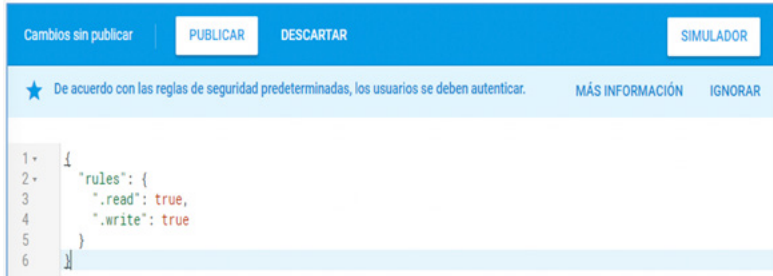 Cambios sin publicar PUBLICAR DESCARTAR SIMULADOR
De acuerdo con las reglas de seguridad predeterminadas, los usuarios se deben autenticar. MÁS INFORMACIÓN IGNORAR
1 {
2 "rules": {
3 ".read": true,
4 ".write": true
5 }
6 }